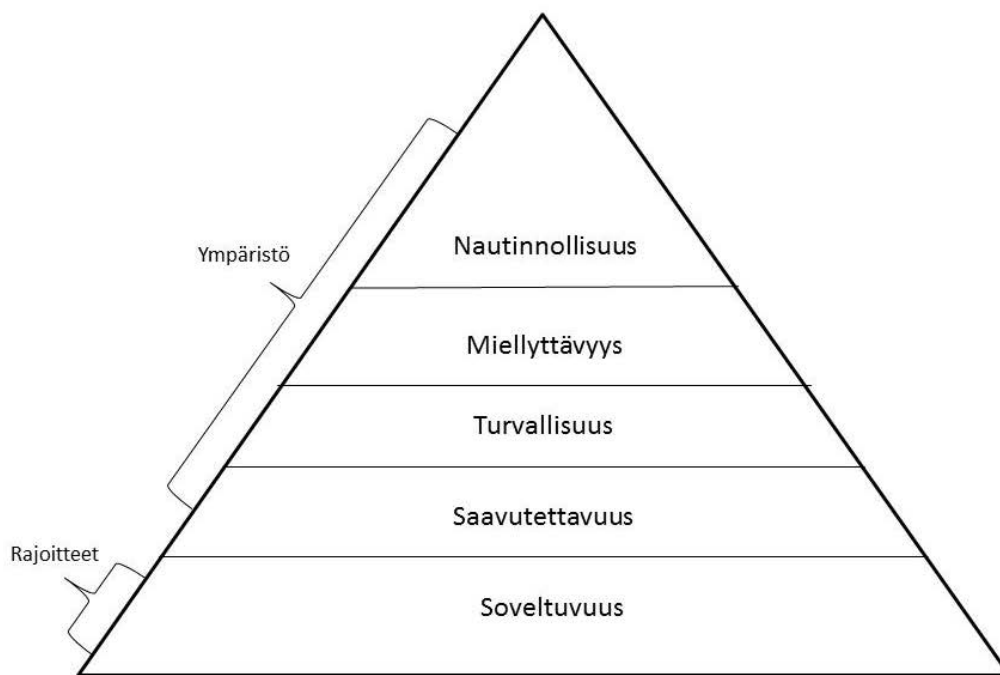 Ympäristö
Nautinnollisuus
Miellyttävyys
Turvallisuus
Saavutettavuus
Rajoitteet
Soveltuvuus